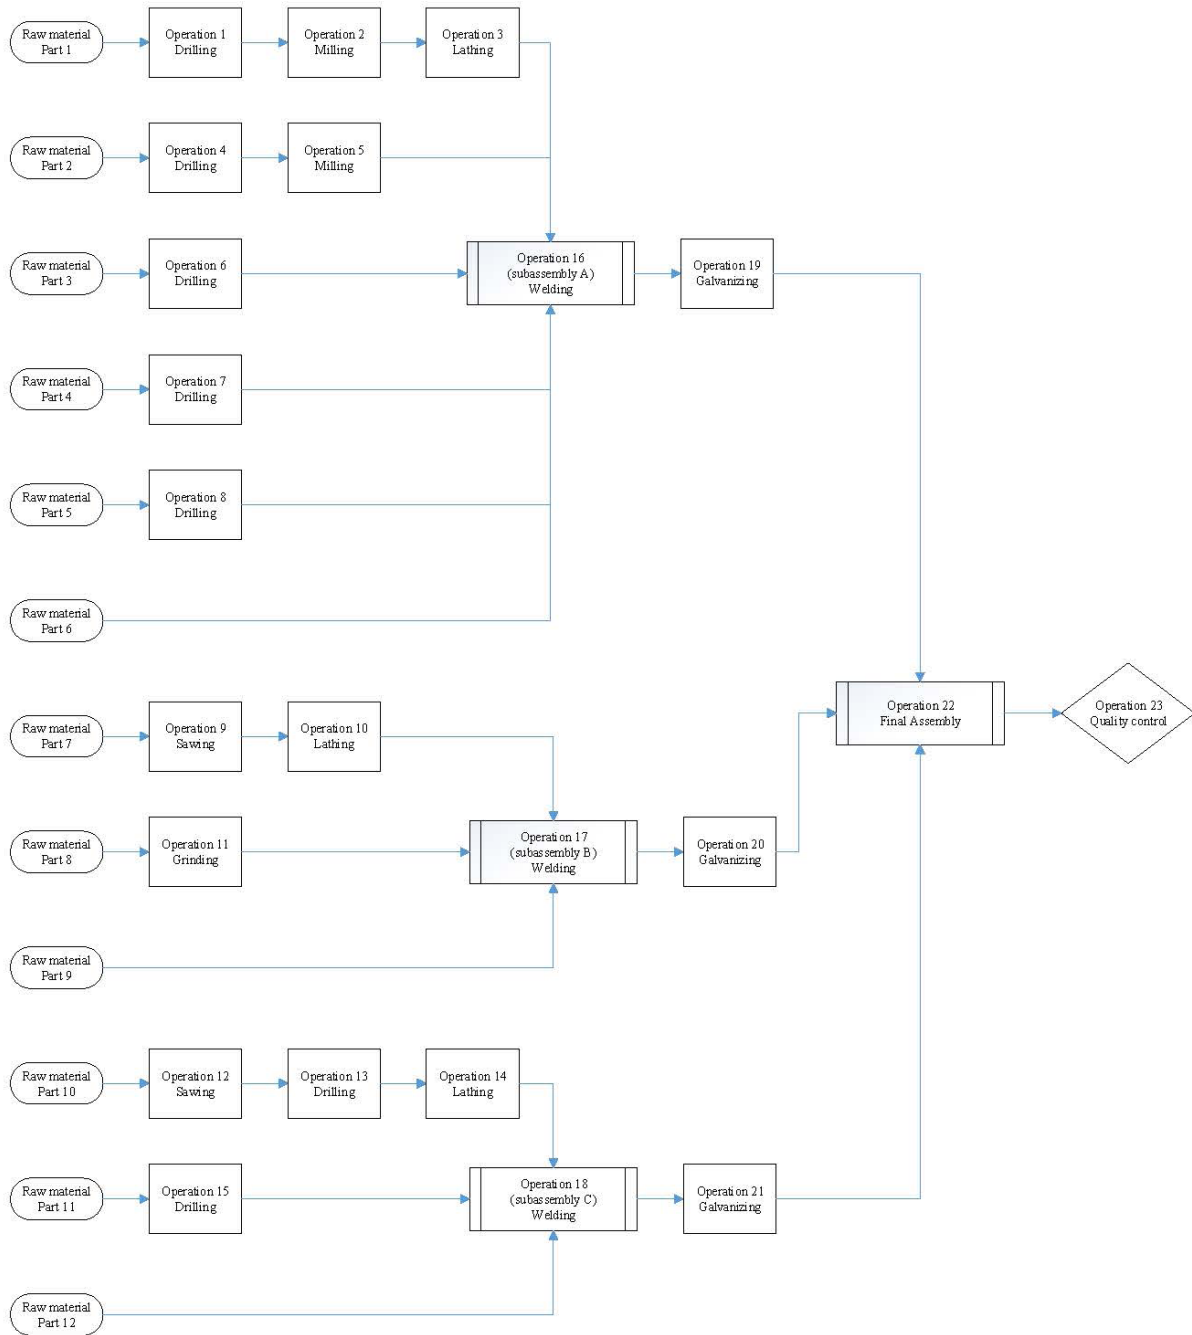 Raw material
Part 1
Operation 1
Drilling
Operation 2
Milling
Operation 3
Lathing
Raw material
Part 2
Operation 4
Drilling
Operation 5
Milling
Raw material
Part 3
Operation 6
Drilling
Operation 16
(subassembly A)
Welding
Operation 19
Galvanizing
Raw material
Part 4
Operation 7
Drilling
Raw material
Part 5
Operation 8
Drilling
Raw material
Part 6
Raw material
Part 7
Operation 9
Sawing
Operation 10
Lathing
Operation 22
Final Assembly
Operation 23
Quality control
Raw material
Part 8
Operation 11
Grinding
Operation 17
(subassembly B)
Welding
Operation 20
Galvanizing
Raw material
Part 9
Raw material
Part 10
Operation 12
Sawing
Operation 13
Drilling
Operation 14
Lathing
Raw material
Part 11
Operation 15
Drilling
Operation 18
(subassembly C)
Welding
Operation 21
Galvanizing
Raw material
Part 12